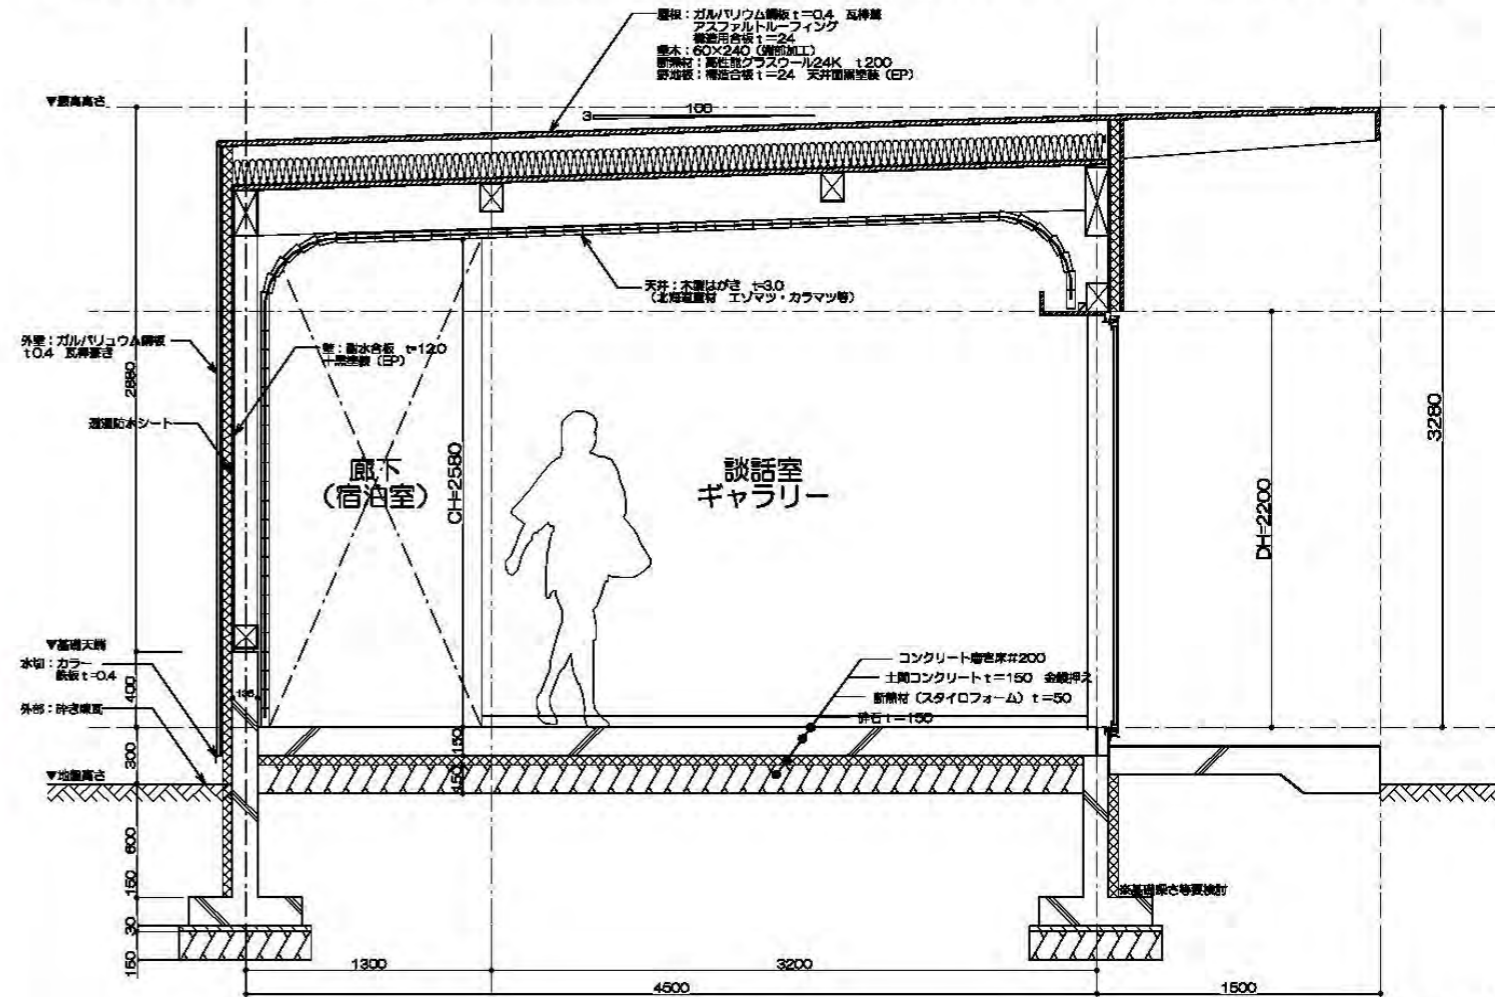 屋根：ガルバリウム鋼板 t=0.4 瓦棒葺
アスファルトルーフィング
構造用合板 t=24
垂木：60×240（端部加工）
断熱材：高性能グラスウール24K t200
野地板：構造合板 t=24 天井面黒塗装（EP）
▼最高高さ
3
100
天井：木製はがき t=3.0
（北海道産材 エゾマツ・カラマツ等）
外壁：ガルバリュウム鋼板
t0.4 瓦棒葺き
壁：耐水合板 t=12.0
＋黒塗装（EP）
2880
透湿防水シート
3280
廊下
（宿泊室）
CH=2580
談話室
ギャラリー
DH=2200
▼基礎天端
水切：カラー
鉄板 t=0.4
400
外部：砕き煉瓦
コンクリート磨き床#200
土間コンクリート t=150 金鏝押え
断熱材（スタイロフォーム） t=50
砕石 t=150
300
150
150
▼地盤高さ
600
150
30
150
※基礎深さ等要検討
1300
3200
4500
1500